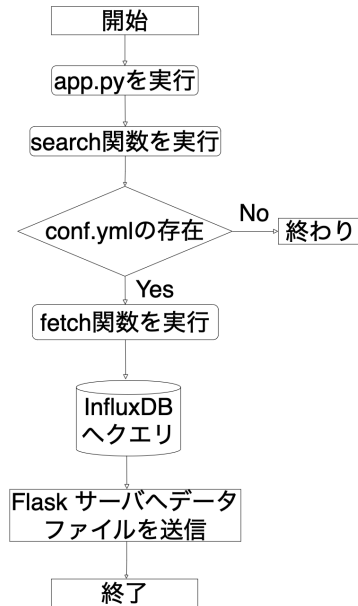 開始
app.pyを実行
search関数を実行
conf.ymlの存在
No
終わり
Yes
fetch関数を実行
InfluxDB
へクエリ
Flask サーバへデータ
ファイルを送信
終了